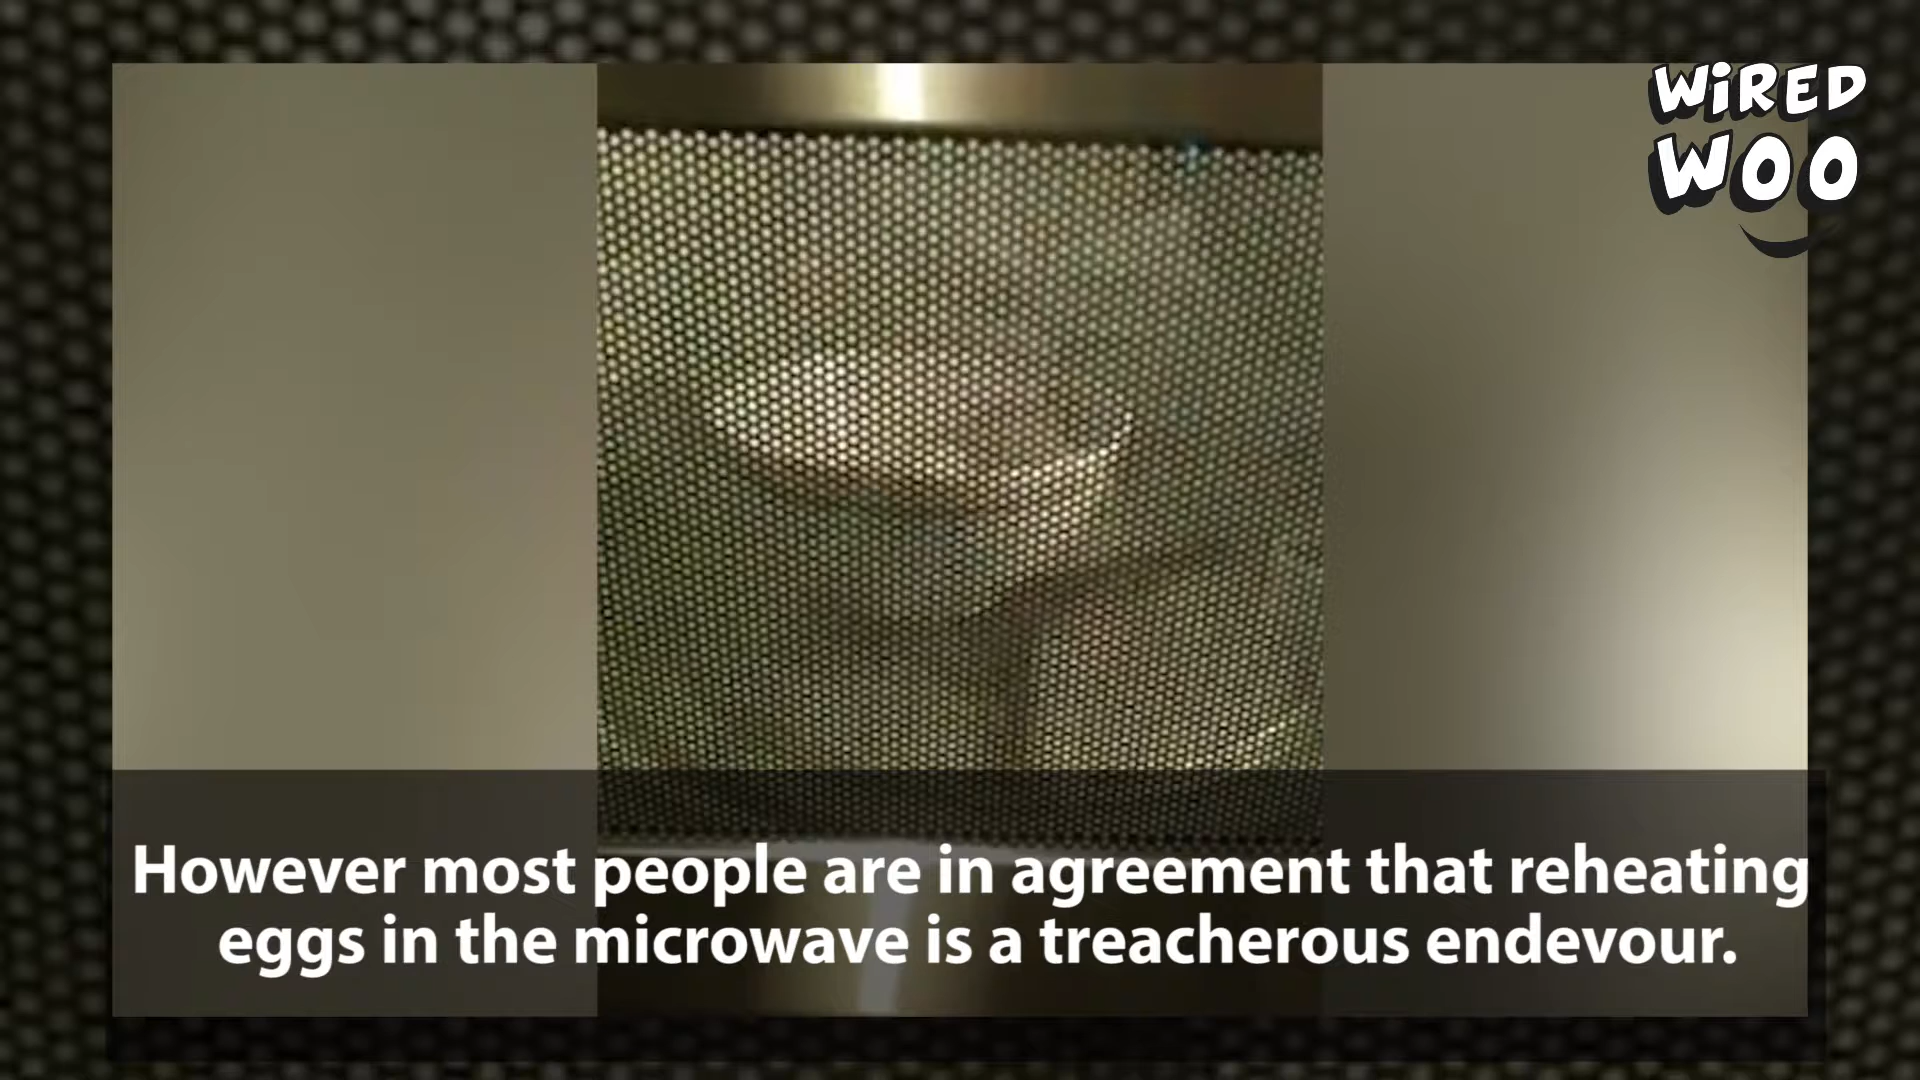 WiRED
WOO
However most people are in agreement that reheating
eggs in the microwave is a treacherous endevour.